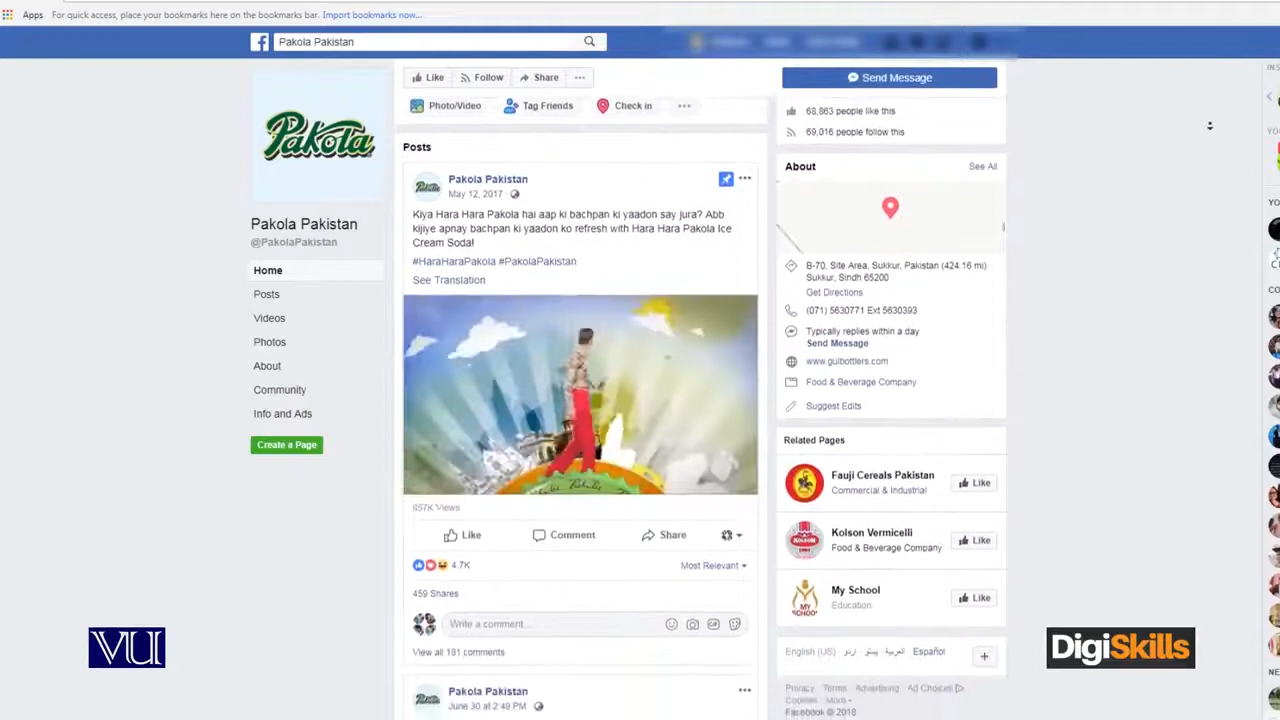 Apps For quick access, place your bookmarks here on the bookmarks bar. Import bookmarks now...
Pakola Pakistan
Pakola
Pakola Pakistan
@PakolaPakistan
Home
Posts
Videos
Photos
About
Community
Info and Ads
Create a Page
Like Follow Share
Photo/Video Tag Friends Check in
Posts
Pakola Pakistan
May 12, 2017
Kiya Hara Hara Pakola hai aap ki bachpan ki yaadon say jura? Abb
kijiye apnay bachpan ki yaadon ko refresh with Hara Hara Pakola Ice
Cream Soda!
#HaraHaraPakola #PakolaPakistan
See Translation
657K Views
Like Comment Share
4.7K Most Relevant
459 Shares
Write a comment...
View all 181 comments
Pakola Pakistan
June 30 at 2:49 PM
Send Message
68,863 people like this
69,016 people follow this
About See All
B-70, Site Area, Sukkur, Pakistan (424.16 mi)
Sukkur, Sindh 65200
Get Directions
(071) 5630771 Ext 5630393
Typically replies within a day
Send Message
www.gulbottlers.com
Food & Beverage Company
Suggest Edits
Related Pages
Fauji Cereals Pakistan
Commercial & Industrial
Like
Kolson Vermicelli
Food & Beverage Company
Like
KOLSON
My School
Education
Like
MY
SCHOOL
English (US) اردو پښتو العربية Español
Privacy Terms Advertising Ad Choices
Cookies More
Facebook © 2018
VU
DigiSkills